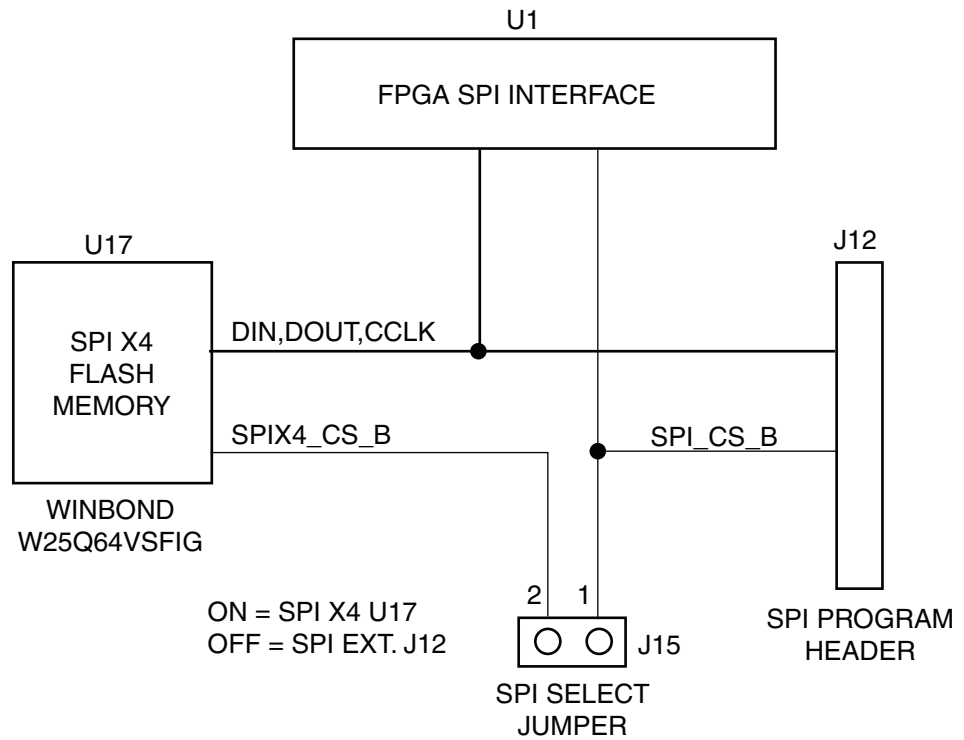 U1
FPGA SPI INTERFACE
U17
J12
SPI X4
FLASH
MEMORY
DIN,DOUT,CCLK
SPIX4_CS_B
SPI_CS_B
WINBOND
W25Q64VSFIG
ON = SPI X4 U17
OFF = SPI EXT. J12
2
1
J15
SPI SELECT
JUMPER
SPI PROGRAM
HEADER